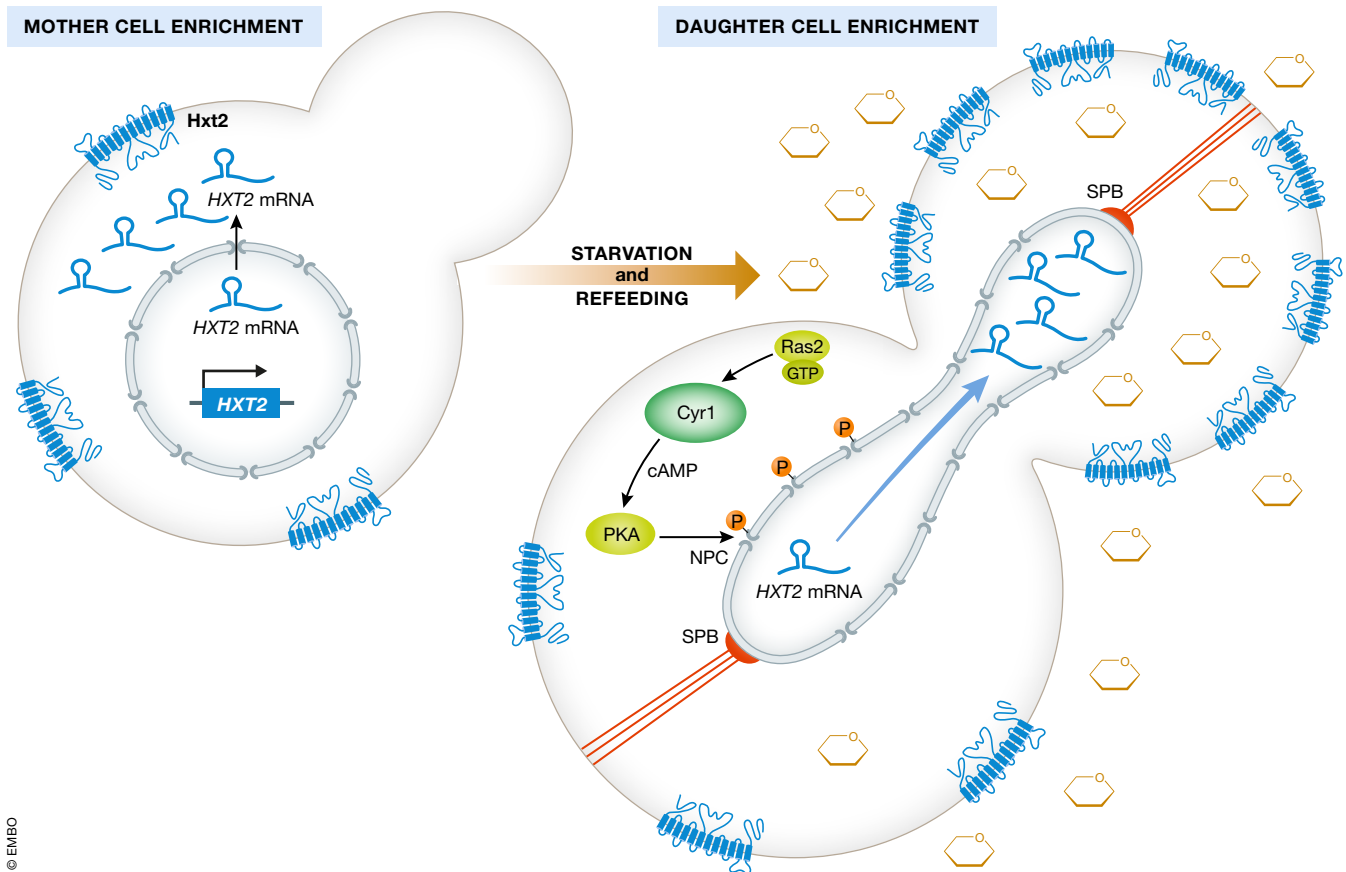 MOTHER CELL ENRICHMENT
Hxt2
HXT2 mRNA
HXT2 mRNA
HXT2
STARVATION
and
REFEEDING
DAUGHTER CELL ENRICHMENT
O
O
O
O
O
O
O
SPB
O
O
O
O
Ras2
GTP
Cyr1
cAMP
PKA
P
P
P
NPC
HXT2 mRNA
SPB
O
O
O
O
O
O
© EMBO